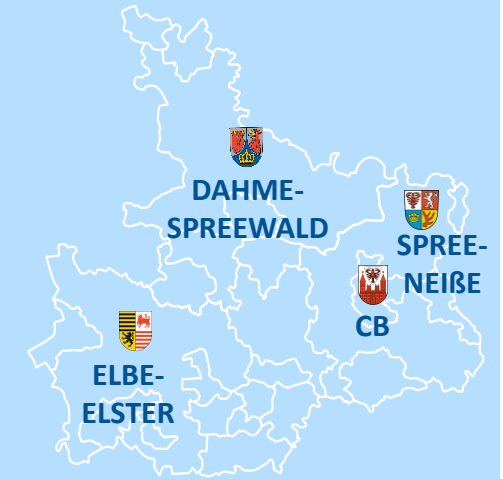 DAHME-
SPREEWALD
SPREE-
NEIßE
CB
ELBE-
ELSTER